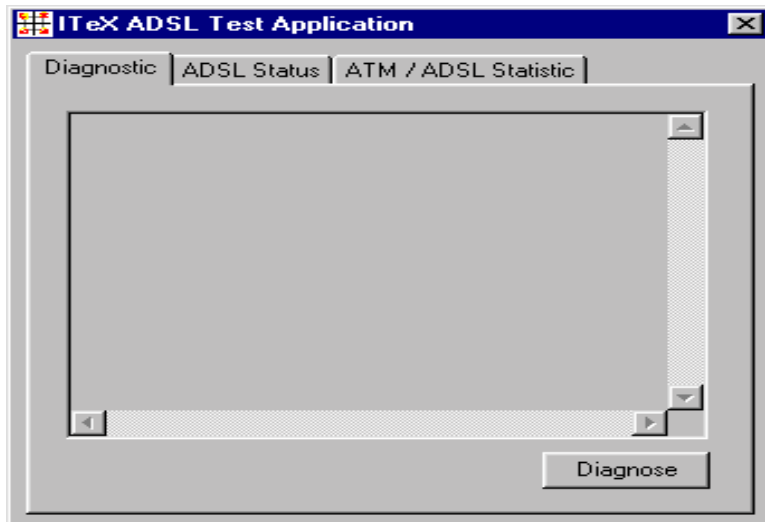 ITeX ADSL Test Application
Diagnostic ADSL Status ATM / ADSL Statistic
Diagnose